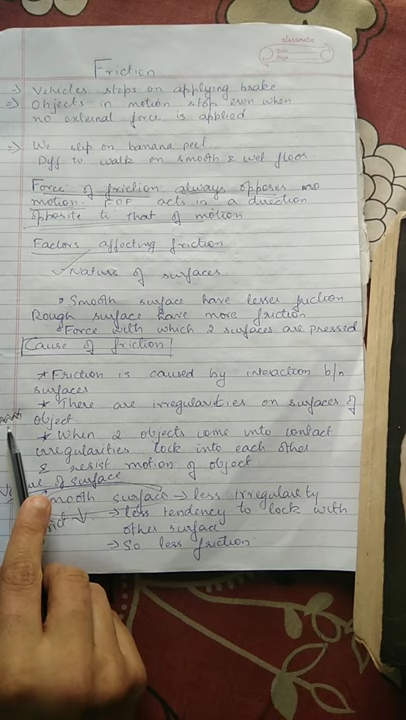 classmate
Date
Page
Friction
→ Vehicles stops on applying brake
→ Objects in motion stop even when
no external force is applied
→ We slip on banana peel
Diff to walk on smooth & wet floor.
Force of friction always opposes mo
motion. FOF acts in a direction
opposite to that of motion
Factors affecting friction
✓ Nature of surfaces
• Smooth surface have lesser friction
Rough surface have more friction
• Force with which 2 surfaces are pressed
Cause of friction
* Friction is caused by interaction b/n
surfaces
* There are irregularities on surfaces of
object
* When 2 objects come into contact
irregularities lock into each other
& resist motion of object
of surface
Smooth surface → less irregularity
→ Less tendency to lock with
other surface
→ So less friction